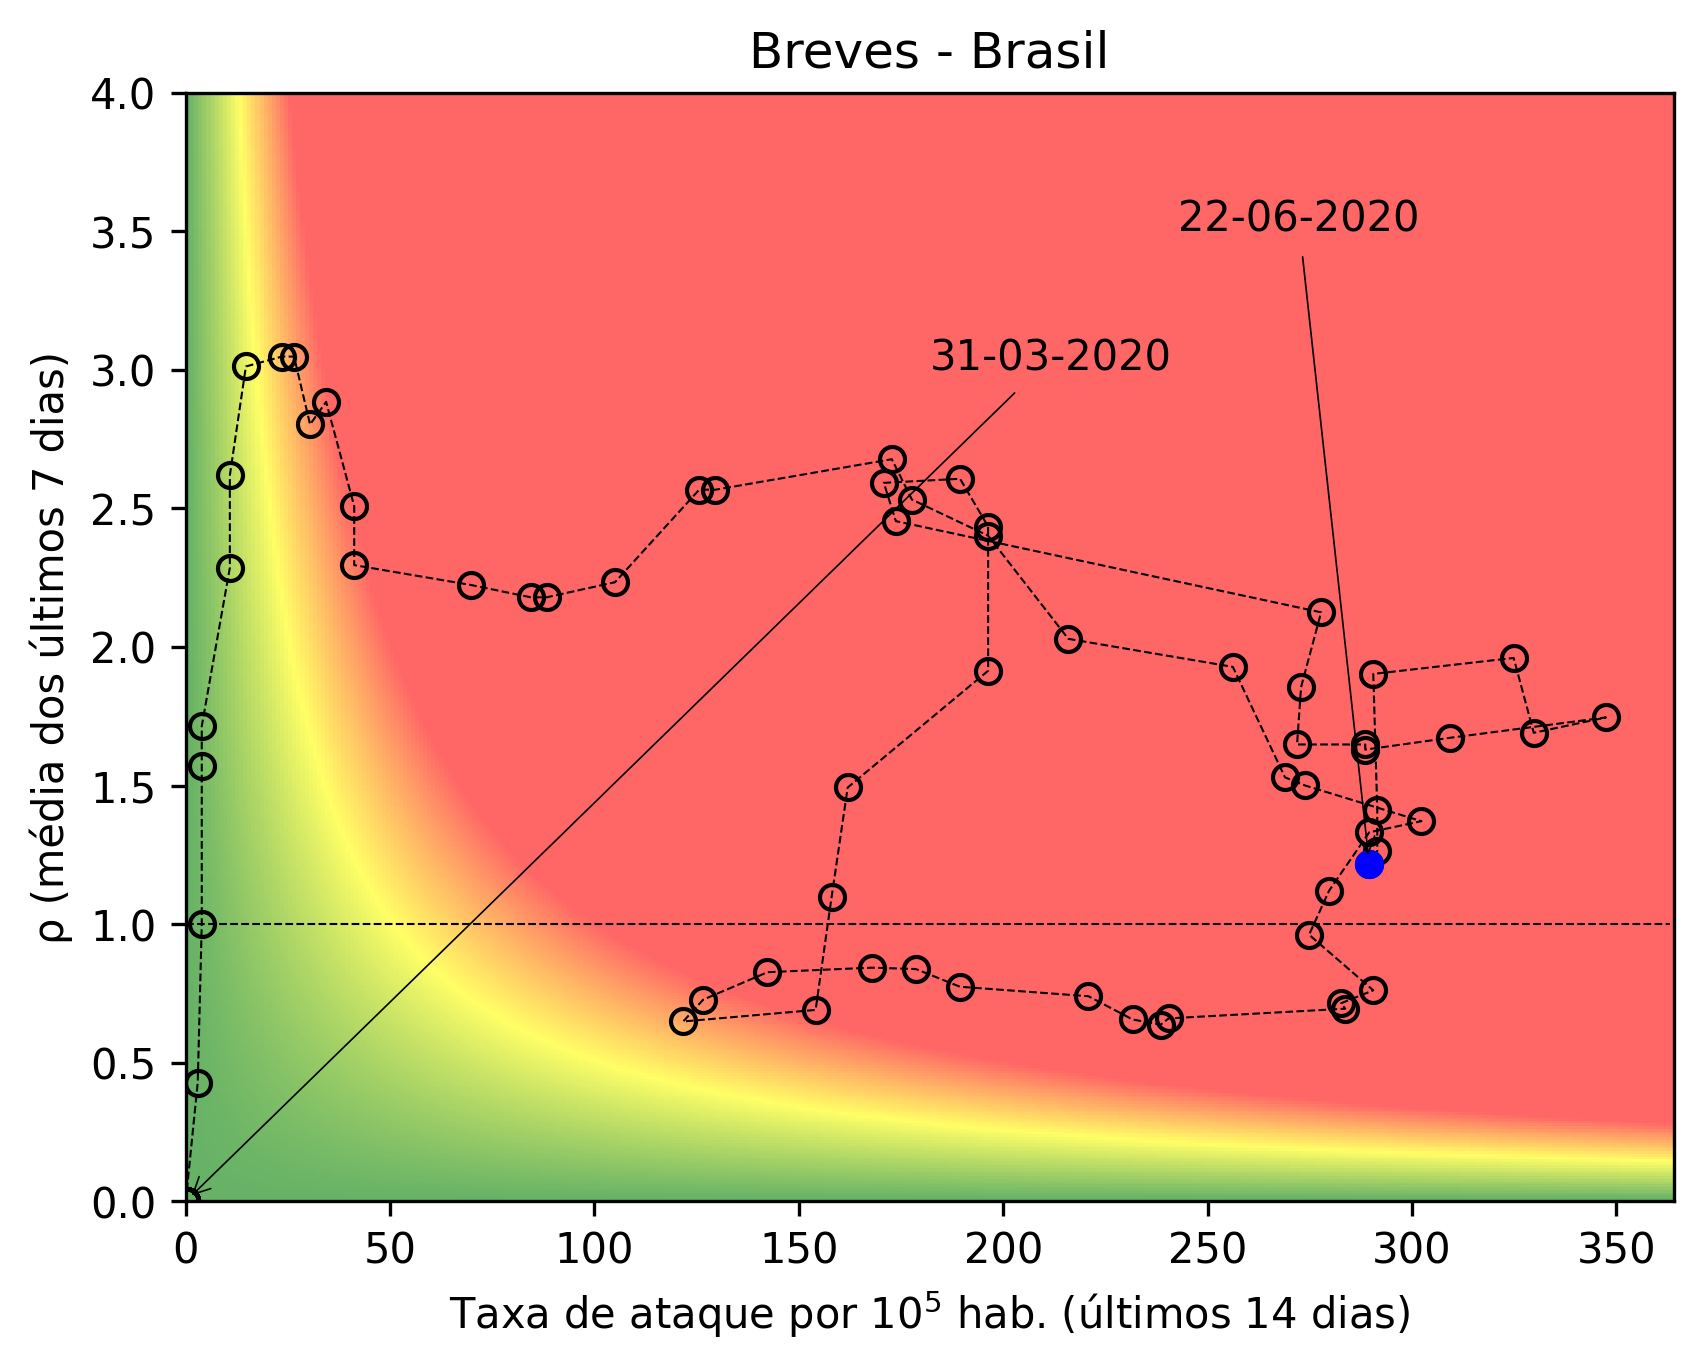 Breves - Brasil
4.0
3.5
3.0
2.5
2.0
1.5
1.0
0.5
0.0
ρ (média dos últimos 7 dias)
22-06-2020
31-03-2020
0 50 100 150 200 250 300 350
Taxa de ataque por 10⁵ hab. (últimos 14 dias)